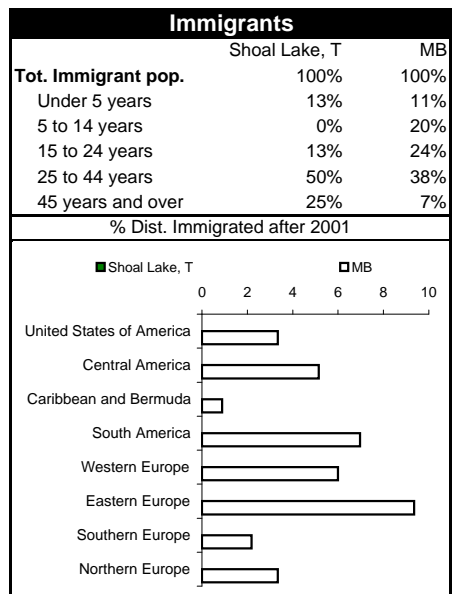 Immigrants
Shoal Lake, T MB
Tot. Immigrant pop. 100% 100%
Under 5 years 13% 11%
5 to 14 years 0% 20%
15 to 24 years 13% 24%
25 to 44 years 50% 38%
45 years and over 25% 7%
% Dist. Immigrated after 2001
Shoal Lake, T MB
0 2 4 6 8 10
United States of America
Central America
Caribbean and Bermuda
South America
Western Europe
Eastern Europe
Southern Europe
Northern Europe